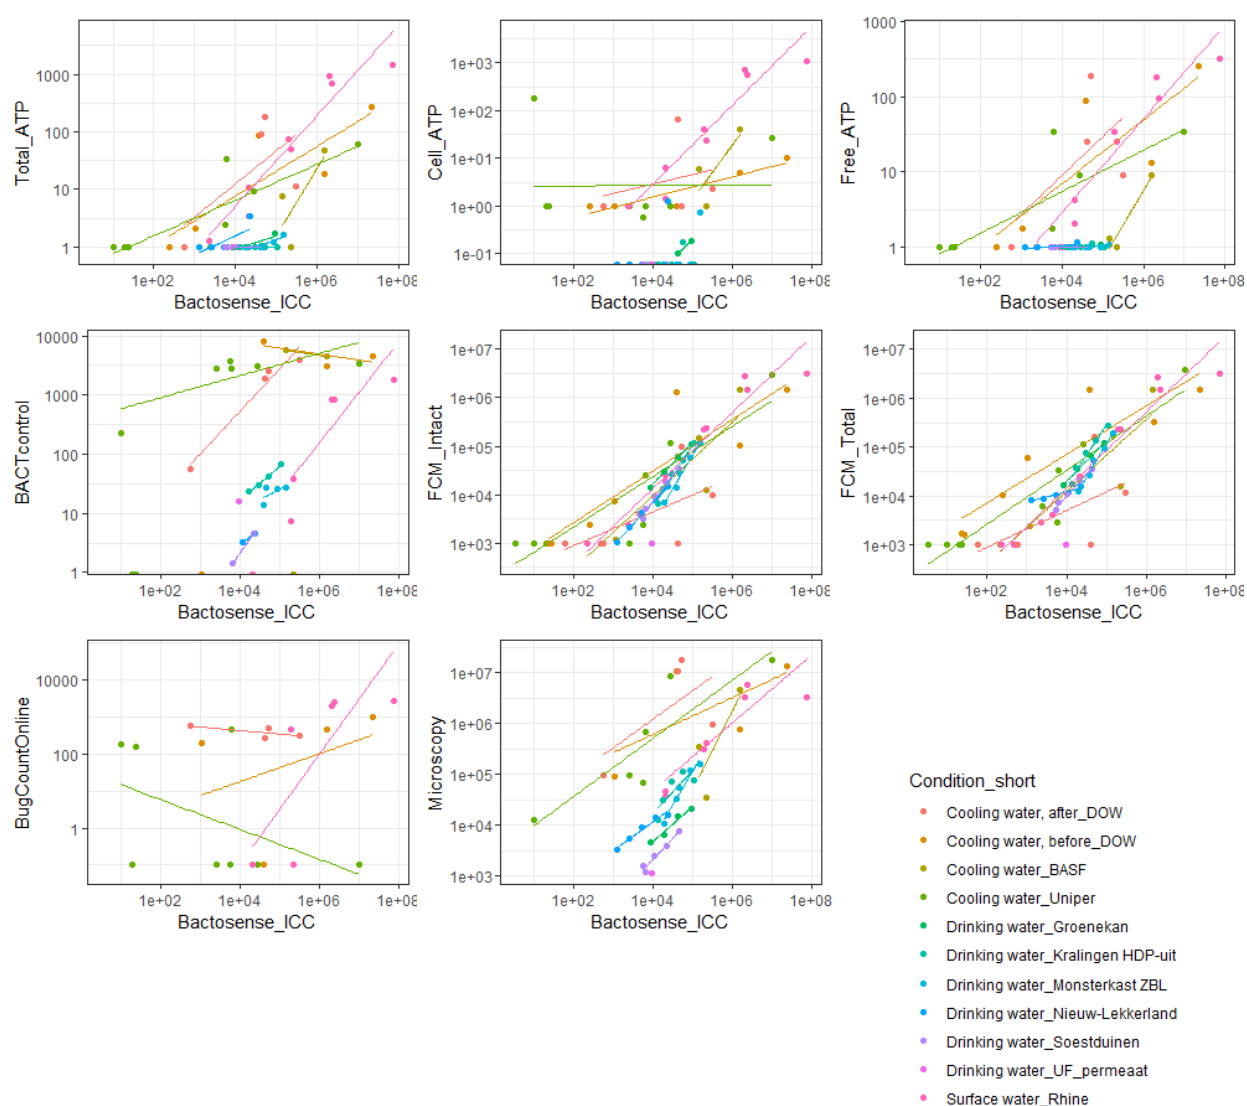 Total_ATP
1000
100
10
1
1e+02 1e+04 1e+06 1e+08
Bactosense_ICC
Cell_ATP
1e+03
1e+02
1e+01
1e+00
1e-01
1e+02 1e+04 1e+06 1e+08
Bactosense_ICC
Free_ATP
1000
100
10
1
1e+02 1e+04 1e+06 1e+08
Bactosense_ICC
BACTcontrol
10000
1000
100
10
1
1e+02 1e+04 1e+06 1e+08
Bactosense_ICC
FCM_Intact
1e+07
1e+06
1e+05
1e+04
1e+03
1e+02 1e+04 1e+06 1e+08
Bactosense_ICC
FCM_Total
1e+07
1e+06
1e+05
1e+04
1e+03
1e+02 1e+04 1e+06 1e+08
Bactosense_ICC
BugCountOnline
10000
100
1
1e+02 1e+04 1e+06 1e+08
Bactosense_ICC
Microscopy
1e+07
1e+06
1e+05
1e+04
1e+03
1e+02 1e+04 1e+06 1e+08
Bactosense_ICC
Condition_short
Cooling water, after_DOW
Cooling water, before_DOW
Cooling water_BASF
Cooling water_Uniper
Drinking water_Groenekan
Drinking water_Kralingen HDP-uit
Drinking water_Monsterkast ZBL
Drinking water_Nieuw-Lekkerland
Drinking water_Soestduinen
Drinking water_UF_permeaat
Surface water_Rhine